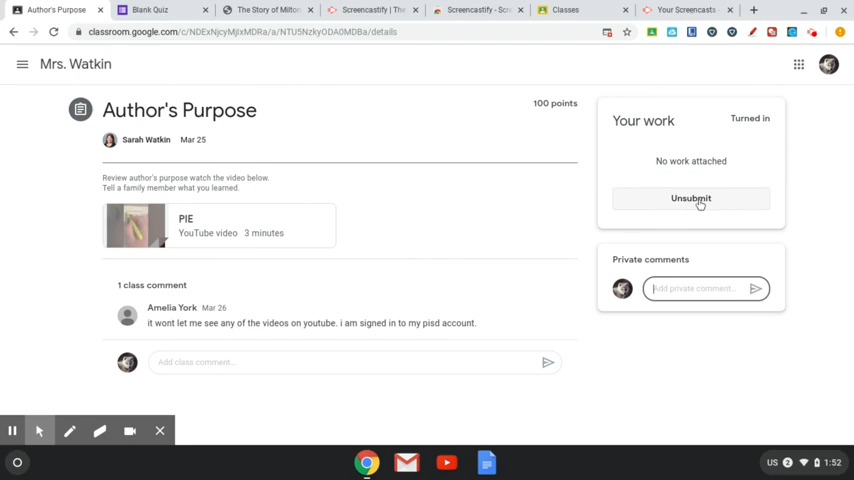 Author's Purpose
Blank Quiz
The Story of Milton
Screencastify | The
Screencastify - Scre
Classes
Your Screencasts -
classroom.google.com/c/NDExNjcyMjIxMDRa/a/NTU5NzkyODA0MDBa/details
Mrs. Watkin
Author's Purpose
100 points
Sarah Watkin Mar 25
Review author's purpose watch the video below.
Tell a family member what you learned.
PIE
YouTube video 3 minutes
1 class comment
Amelia York Mar 26
it wont let me see any of the videos on youtube. i am signed in to my pisd account.
Add class comment...
Your work
Turned in
No work attached
Unsubmit
Private comments
Add private comment...
US 2 1:52